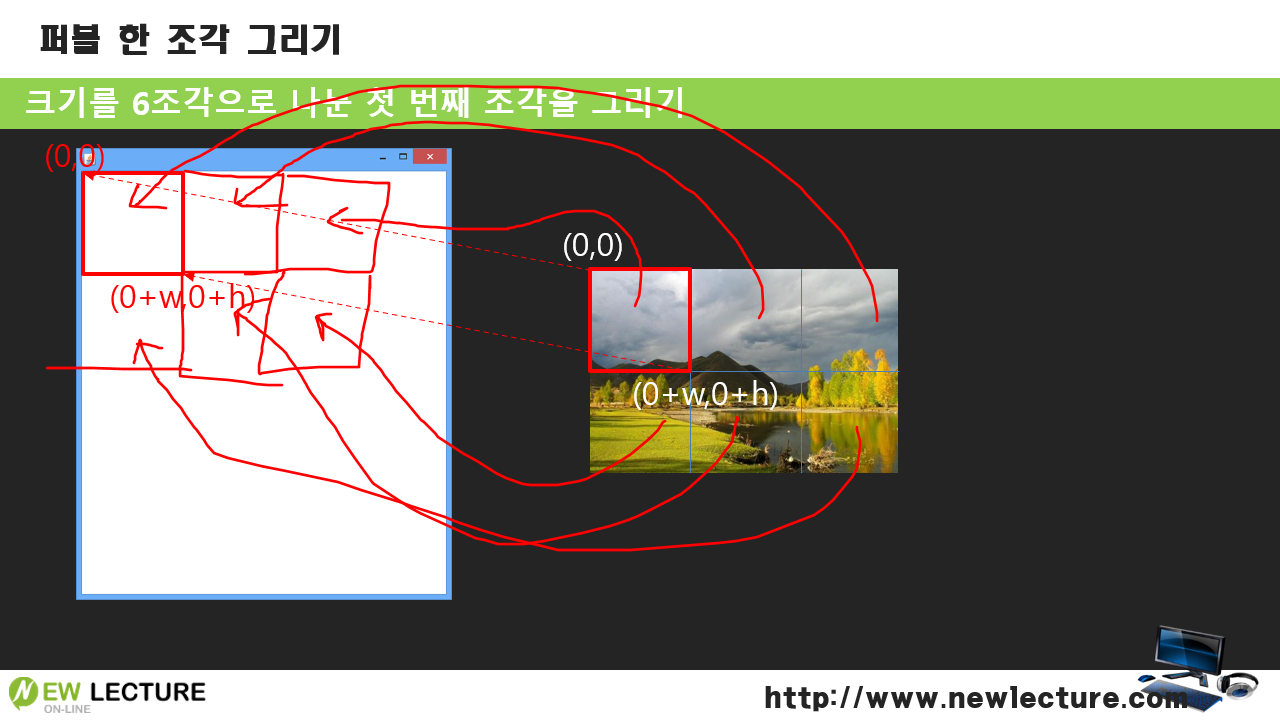 퍼블 한 조각 그리기
크기를 6조각으로 나눈 첫 번째 조각을 그리기
(0,0)
(0,0)
(0+w,0+h)
(0+w,0+h)
NEW LECTURE
ON-LINE
http://www.newlecture.com